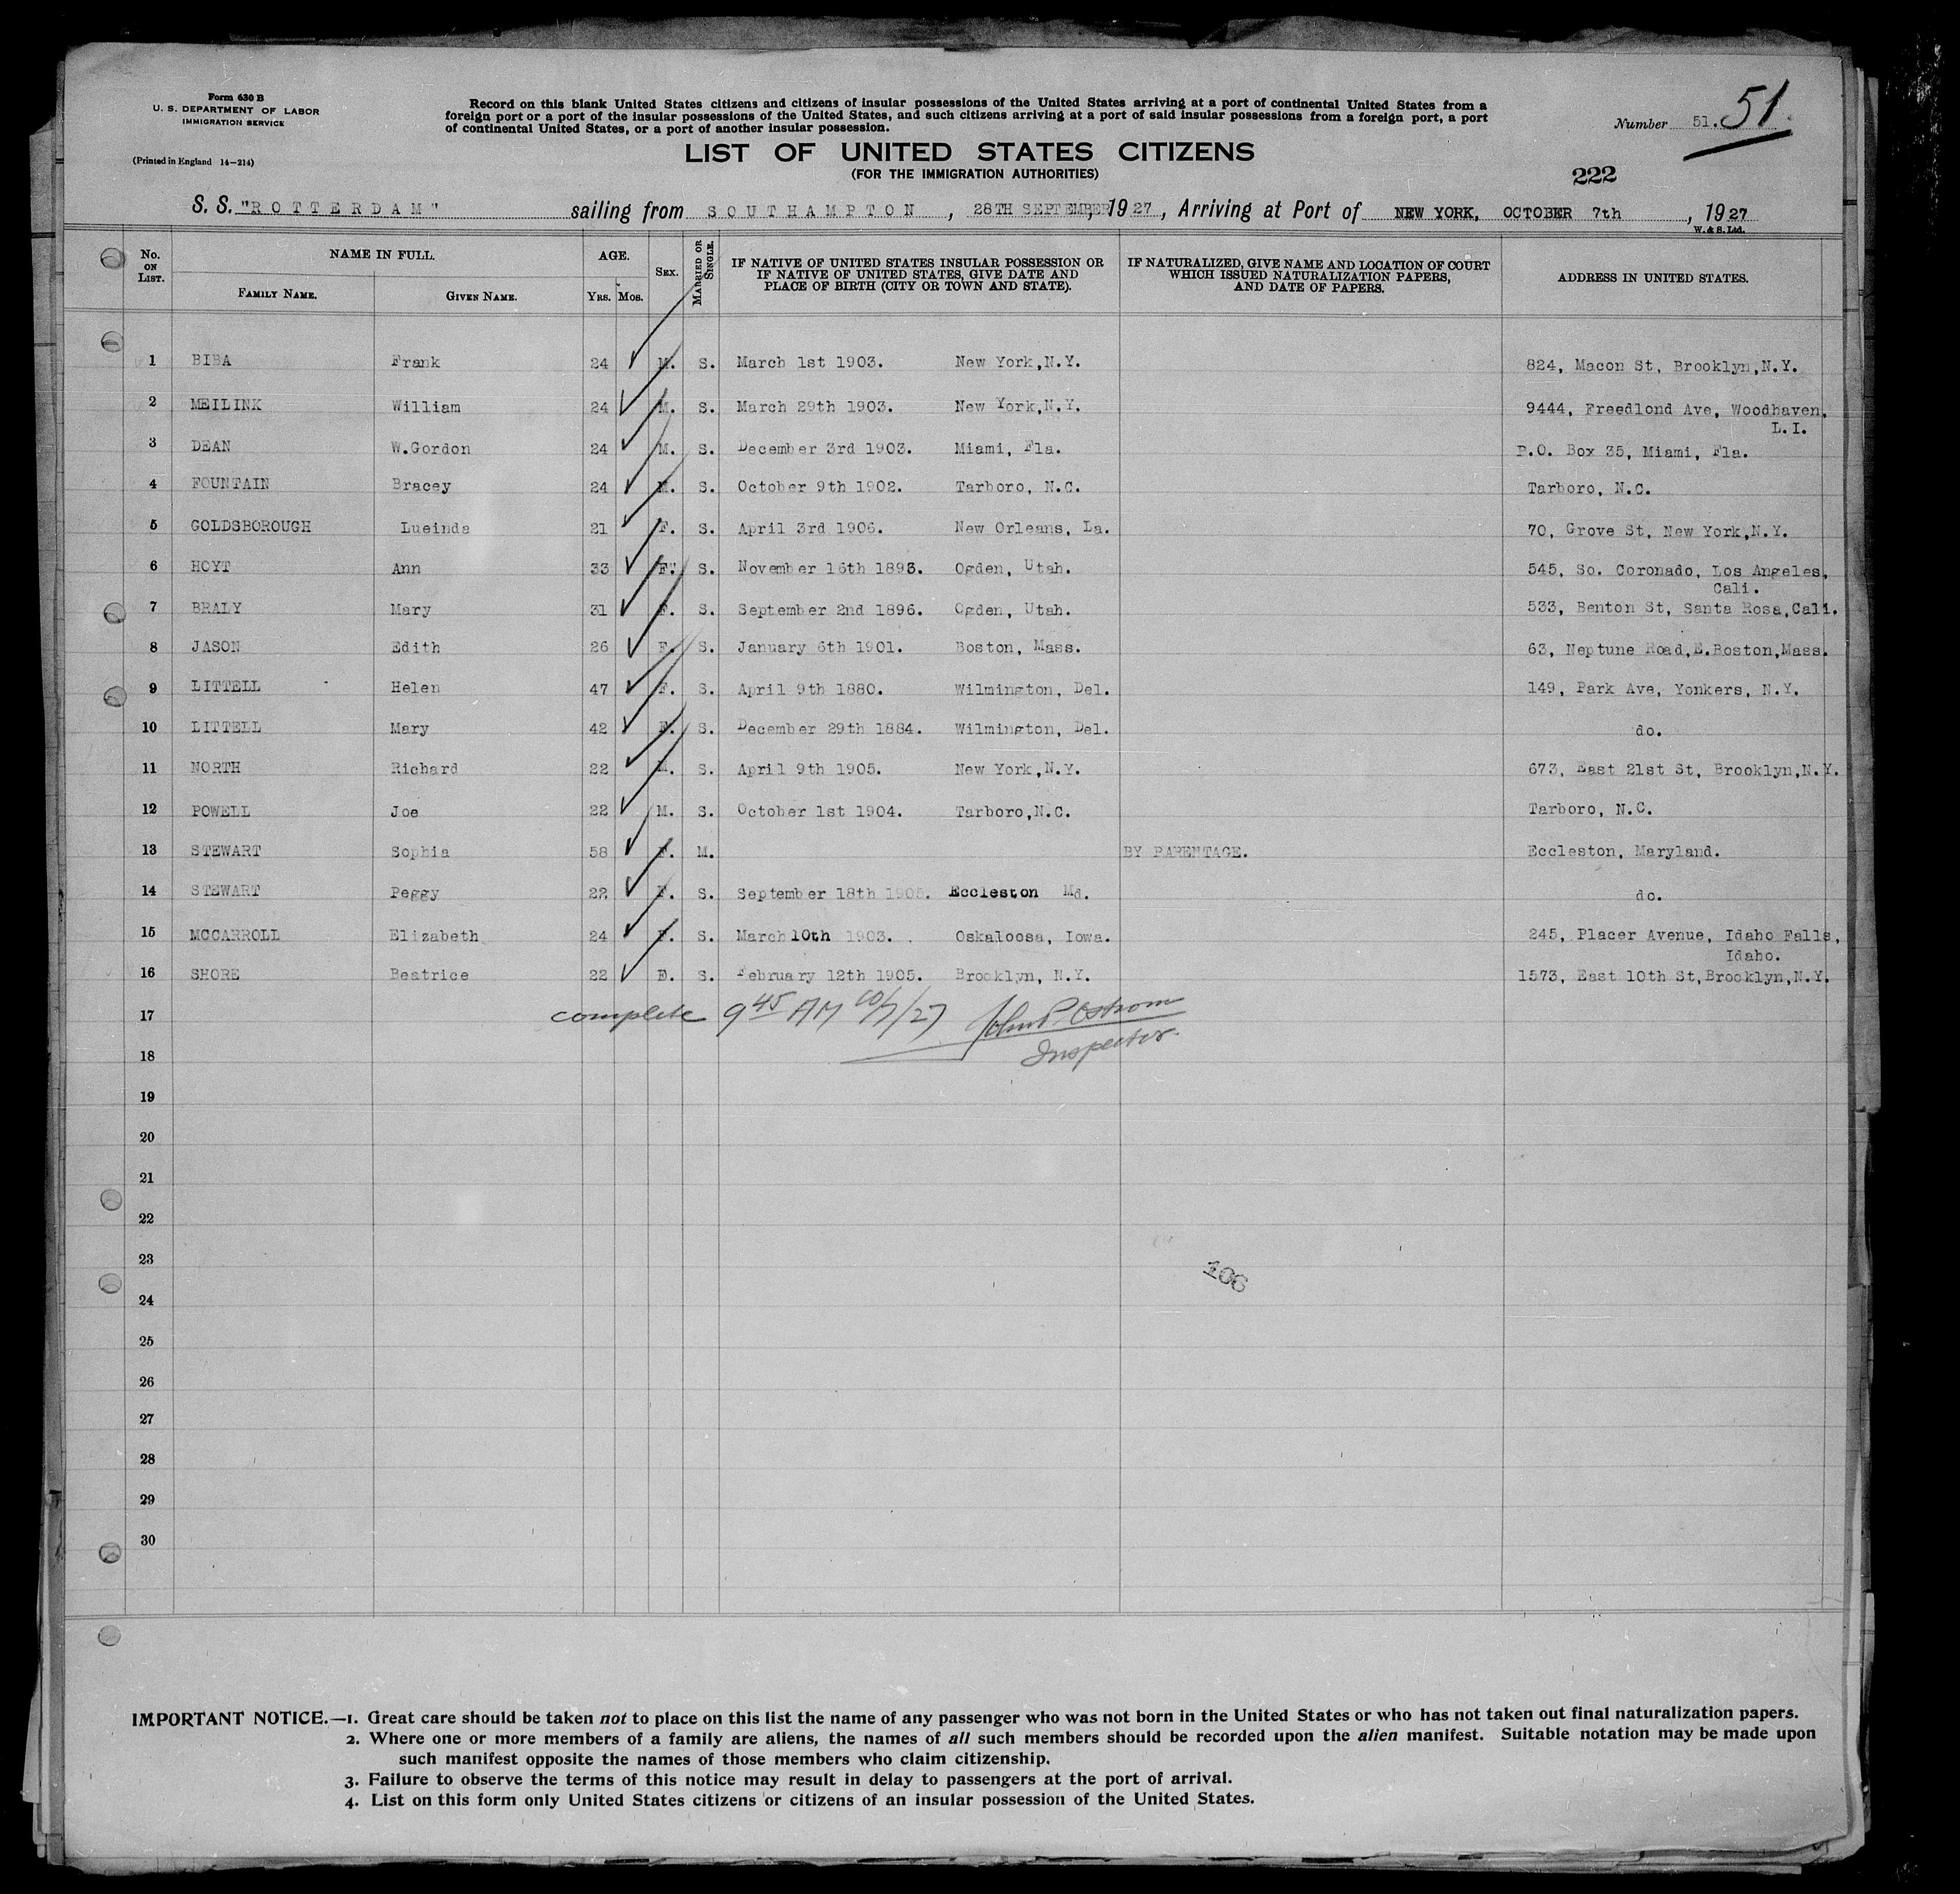 Form 630 B
U. S. DEPARTMENT OF LABOR
IMMIGRATION SERVICE
(Printed in England 14—214)
Record on this blank United States citizens and citizens of insular possessions of the United States arriving at a port of continental United States from a
foreign port or a port of the insular possessions of the United States, and such citizens arriving at a port of said insular possessions from a foreign port, a port
of continental United States, or a port of another insular possession.
Number 51. 51
LIST OF UNITED STATES CITIZENS
(FOR THE IMMIGRATION AUTHORITIES)
222
S. S. "ROTTERDAM" sailing from SOUTHAMPTON, 28TH SEPTEMBER, 1927, Arriving at Port of NEW YORK, OCTOBER 7th, 1927
W. & S. Ltd.
No. ON LIST. NAME IN FULL. FAMILY NAME. GIVEN NAME. AGE. YRS. MOS. SEX. MARRIED OR SINGLE. IF NATIVE OF UNITED STATES INSULAR POSSESSION OR IF NATIVE OF UNITED STATES, GIVE DATE AND PLACE OF BIRTH (CITY OR TOWN AND STATE). IF NATURALIZED, GIVE NAME AND LOCATION OF COURT WHICH ISSUED NATURALIZATION PAPERS, AND DATE OF PAPERS. ADDRESS IN UNITED STATES.
1 BIBA Frank 24 M. S. March 1st 1903. New York,N.Y. 824, Macon St, Brooklyn,N.Y.
2 MEILINK William 24 M. S. March 29th 1903. New York,N.Y. 9444, Freedlond Ave, Woodhaven,
L.I.
3 DEAN W.Gordon 24 M. S. December 3rd 1903. Miami, Fla. P.O. Box 35, Miami, Fla.
4 FOUNTAIN Bracey 24 M. S. October 9th 1902. Tarboro, N.C. Tarboro, N.C.
5 GOLDSBOROUGH Lueinda 21 F. S. April 3rd 1906. New Orleans, La. 70, Grove St, New York,N.Y.
6 HOYT Ann 33 F. S. November 16th 1893. Ogden, Utah. 545, So. Coronado, Los Angeles,
Cali.
7 BRALY Mary 31 F. S. September 2nd 1896. Ogden, Utah. 533, Benton St, Santa Rosa,Cali.
8 JASON Edith 26 F. S. January 6th 1901. Boston, Mass. 63, Neptune Road,E.Boston,Mass.
9 LITTELL Helen 47 F. S. April 9th 1880. Wilmington, Del. 149, Park Ave, Yonkers, N.Y.
10 LITTELL Mary 42 F. S. December 29th 1884. Wilmington, Del. do.
11 NORTH Richard 22 M. S. April 9th 1905. New York,N.Y. 673, East 21st St, Brooklyn,N.Y.
12 POWELL Joe 22 M. S. October 1st 1904. Tarboro,N.C. Tarboro, N.C.
13 STEWART Sophia 58 F. M. BY PARENTAGE. Eccleston, Maryland.
14 STEWART Peggy 22 F. S. September 18th 1905. Eccleston Md. do.
15 MCCARROLL Elizabeth 24 F. S. March 10th 1903. Oskaloosa, Iowa. 245, Placer Avenue, Idaho Falls,
Idaho.
16 SHORE Beatrice 22 F. S. February 12th 1905. Brooklyn, N.Y. 1573, East 10th St,Brooklyn,N.Y.
17 complete 9 45 AM 10/7/27 John P. Ostrom
18 Inspector.
19
20
21
22
23
106
24
25
26
27
28
29
30
IMPORTANT NOTICE.—1. Great care should be taken not to place on this list the name of any passenger who was not born in the United States or who has not taken out final naturalization papers.
2. Where one or more members of a family are aliens, the names of all such members should be recorded upon the alien manifest. Suitable notation may be made upon
such manifest opposite the names of those members who claim citizenship.
3. Failure to observe the terms of this notice may result in delay to passengers at the port of arrival.
4. List on this form only United States citizens or citizens of an insular possession of the United States.